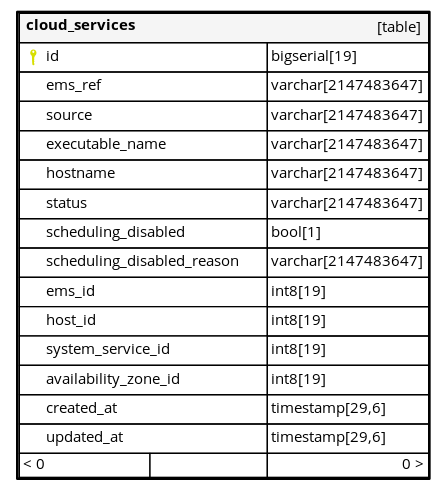 cloud_services [table]
id bigserial[19]
ems_ref varchar[2147483647]
source varchar[2147483647]
executable_name varchar[2147483647]
hostname varchar[2147483647]
status varchar[2147483647]
scheduling_disabled bool[1]
scheduling_disabled_reason varchar[2147483647]
ems_id int8[19]
host_id int8[19]
system_service_id int8[19]
availability_zone_id int8[19]
created_at timestamp[29,6]
updated_at timestamp[29,6]
< 0 0 >